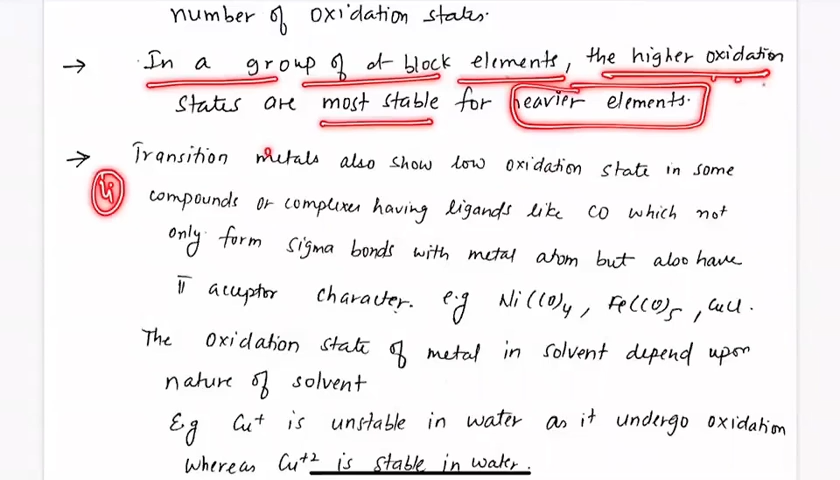 number of oxidation states.
→ In a group of d block elements, the higher oxidation
states are most stable for heavier elements.
→ Transition metals also show low oxidation state in some
compounds or complexes having ligands like CO which not
only form sigma bonds with metal atom but also have
π acceptor character. e.g Ni(CO)4, Fe(CO)5, CuCl.
The oxidation state of metal in solvent depend upon
nature of solvent
Eg Cu+ is unstable in water as it undergo oxidation
whereas Cu+2 is stable in water.